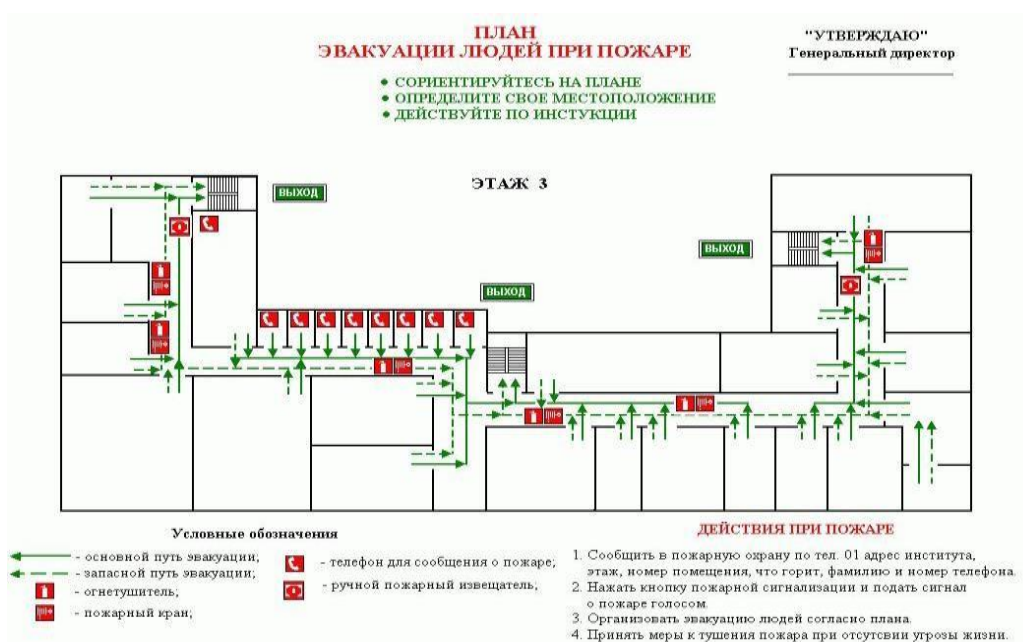 ПЛАН
ЭВАКУАЦИИ ЛЮДЕЙ ПРИ ПОЖАРЕ
"УТВЕРЖДАЮ"
Генеральный директор
• СОРИЕНТИРУЙТЕСЬ НА ПЛАНЕ
• ОПРЕДЕЛИТЕ СВОЕ МЕСТОПОЛОЖЕНИЕ
• ДЕЙСТВУЙТЕ ПО ИНСТУКЦИИ
ЭТАЖ 3
ВЫХОД
ВЫХОД
ВЫХОД
Условные обозначения
- основной путь эвакуации;
- запасной путь эвакуации;
- огнетушитель;
- пожарный кран;
- телефон для сообщения о пожаре;
- ручной пожарный извещатель;
ДЕЙСТВИЯ ПРИ ПОЖАРЕ
1. Сообщить в пожарную охрану по тел. 01 адрес института,
этаж, номер помещения, что горит, фамилию и номер телефона.
2. Нажать кнопку пожарной сигнализации и подать сигнал
о пожаре голосом.
3. Организовать эвакуацию людей согласно плана.
4. Принять меры к тушения пожара при отсутсвии угрозы жизни.